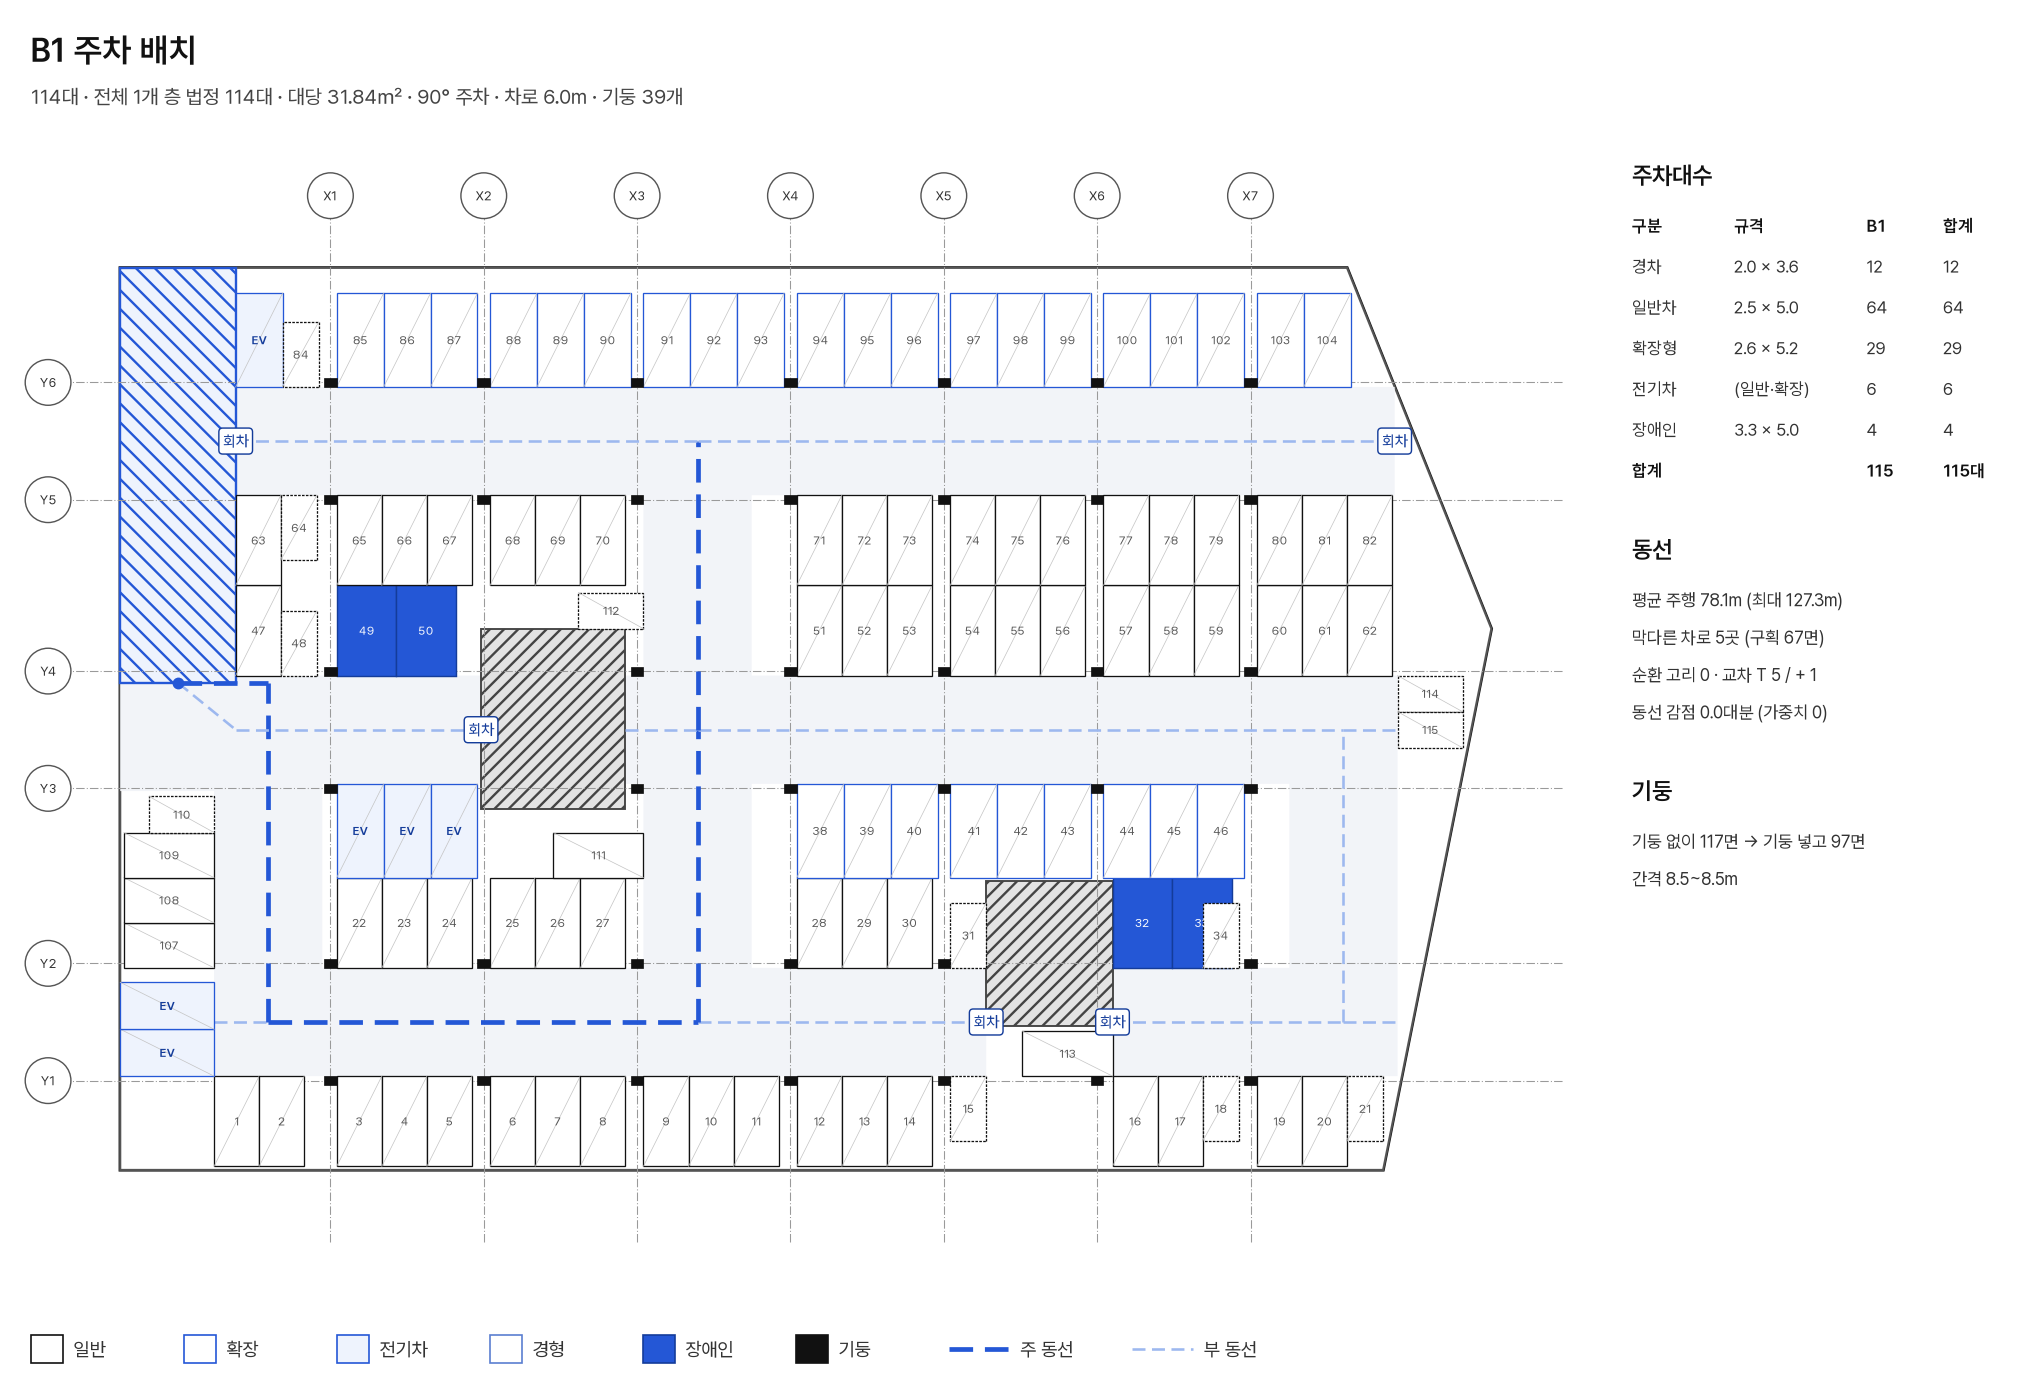 B1 주차 배치
114대 · 전체 1개 층 법정 114대 · 대당 31.84m² · 90° 주차 · 차로 6.0m · 기둥 39개
X1 X2 X3 X4 X5 X6 X7
EV 84 85 86 87 88 89 90 91 92 93 94 95 96 97 98 99 100 101 102 103 104
Y6
회차 회차
Y5
63 64 65 66 67 68 69 70 71 72 73 74 75 76 77 78 79 80 81 82
112
47 48 49 50 51 52 53 54 55 56 57 58 59 60 61 62
Y4
114
회차 115
Y3
110
109 EV EV EV 111 38 39 40 41 42 43 44 45 46
108
107 22 23 24 25 26 27 28 29 30 31 32 33 34
Y2
EV
회차 회차
EV 113
Y1
1 2 3 4 5 6 7 8 9 10 11 12 13 14 15 16 17 18 19 20 21
주차대수
구분 규격 B1 합계
경차 2.0 × 3.6 12 12
일반차 2.5 × 5.0 64 64
확장형 2.6 × 5.2 29 29
전기차 (일반·확장) 6 6
장애인 3.3 × 5.0 4 4
합계 115 115대
동선
평균 주행 78.1m (최대 127.3m)
막다른 차로 5곳 (구획 67면)
순환 고리 0 · 교차 T 5 / + 1
동선 감점 0.0대분 (가중치 0)
기둥
기둥 없이 117면 → 기둥 넣고 97면
간격 8.5~8.5m
일반 확장 전기차 경형 장애인 기둥 주 동선 부 동선